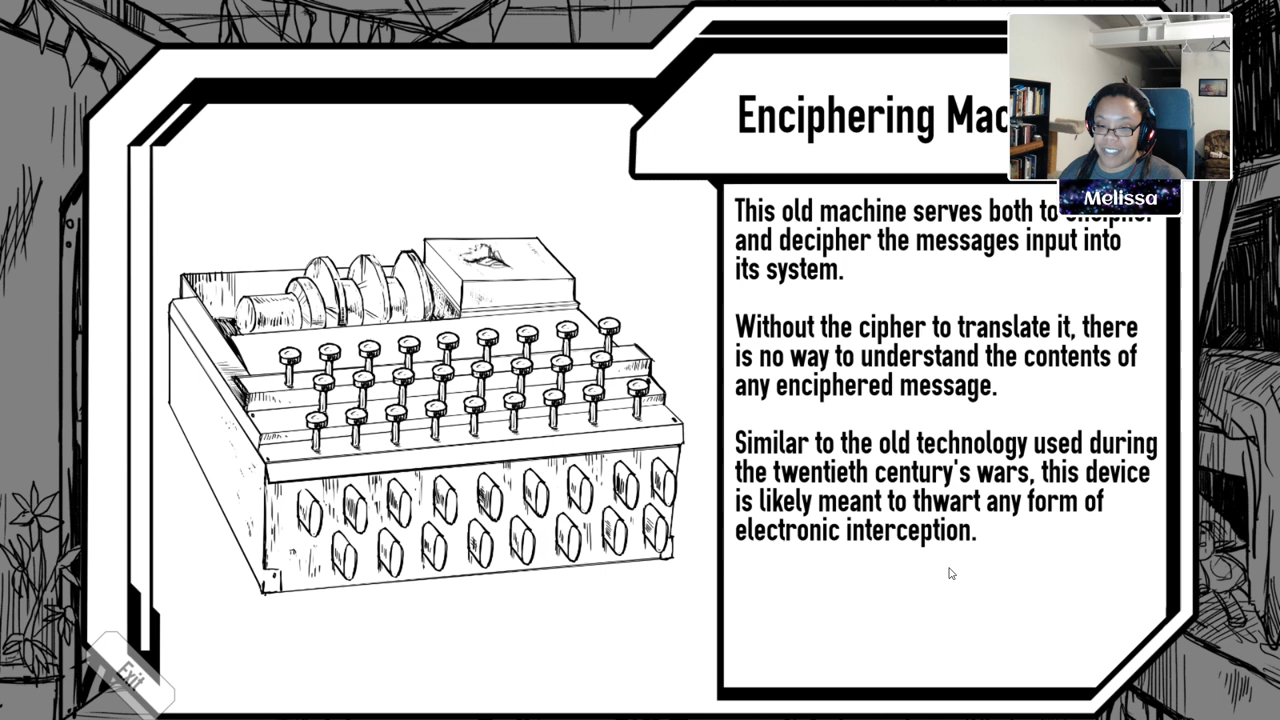 Enciphering
Melissa
This old machine serves both to
and decipher the messages input into
its system.
Without the cipher to translate it, there
is no way to understand the contents of
any enciphered message.
Similar to the old technology used during
the twentieth century's wars, this device
is likely meant to thwart any form of
electronic interception.
Exit